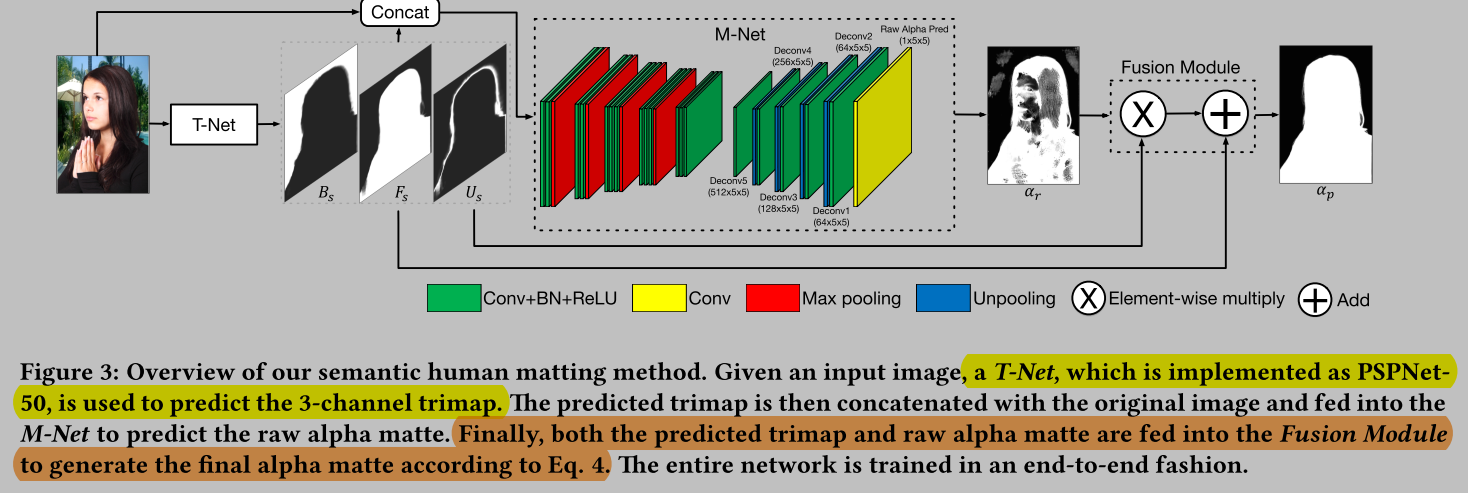 Concat
M-Net
Deconv2
(64x5x5)
Raw Alpha Pred
(1x5x5)
Deconv4
(256x5x5)
Fusion Module
T-Net
X
+
Deconv5
(512x5x5)
Deconv3
(128x5x5)
Deconv1
(64x5x5)
Bs
Fs
Us
αr
αp
Conv+BN+ReLU
Conv
Max pooling
Unpooling
X Element-wise multiply
+ Add
Figure 3: Overview of our semantic human matting method. Given an input image, a T-Net, which is implemented as PSPNet-
50, is used to predict the 3-channel trimap. The predicted trimap is then concatenated with the original image and fed into the
M-Net to predict the raw alpha matte. Finally, both the predicted trimap and raw alpha matte are fed into the Fusion Module
to generate the final alpha matte according to Eq. 4. The entire network is trained in an end-to-end fashion.